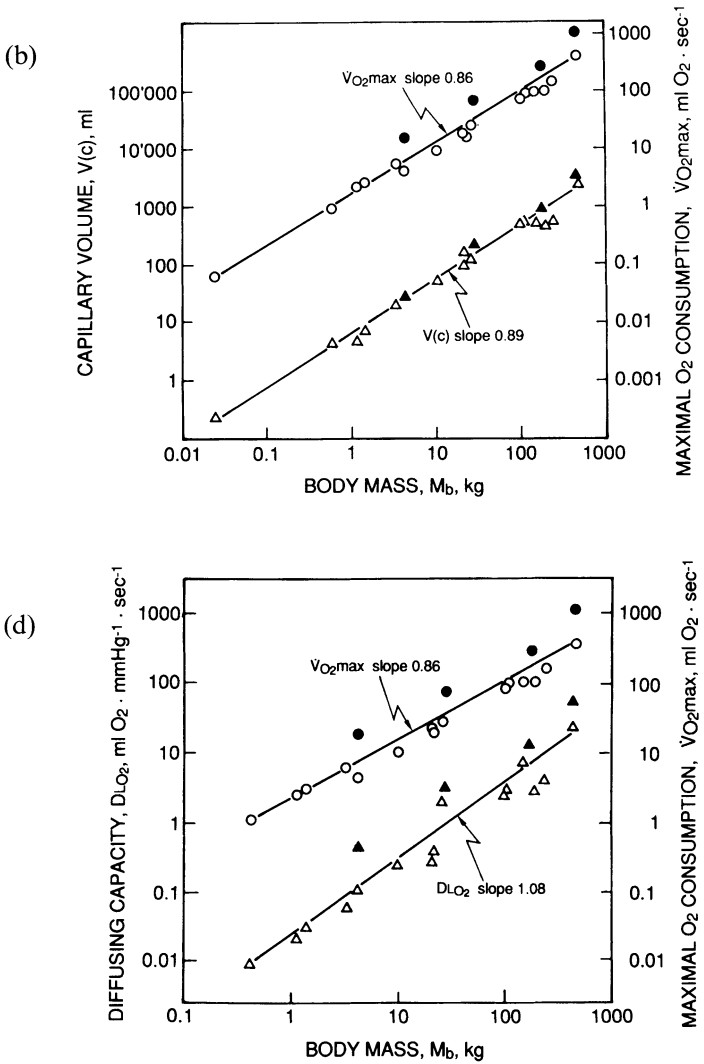 (b)
CAPILLARY VOLUME, V(c), ml
100'000
10'000
1000
100
10
1
V̇O₂max slope 0.86
V(c) slope 0.89
1000
100
10
1
0.1
0.01
0.001
MAXIMAL O₂ CONSUMPTION, V̇O₂max, ml O₂ · sec⁻¹
0.01 0.1 1 10 100 1000
BODY MASS, Mb, kg
(d)
DIFFUSING CAPACITY, DLO₂, ml O₂ · mmHg⁻¹ · sec⁻¹
1000
100
10
1
0.1
0.01
V̇O₂max slope 0.86
DLO₂ slope 1.08
1000
100
10
1
0.1
0.01
MAXIMAL O₂ CONSUMPTION, V̇O₂max, ml O₂ · sec⁻¹
0.1 1 10 100 1000
BODY MASS, Mb, kg